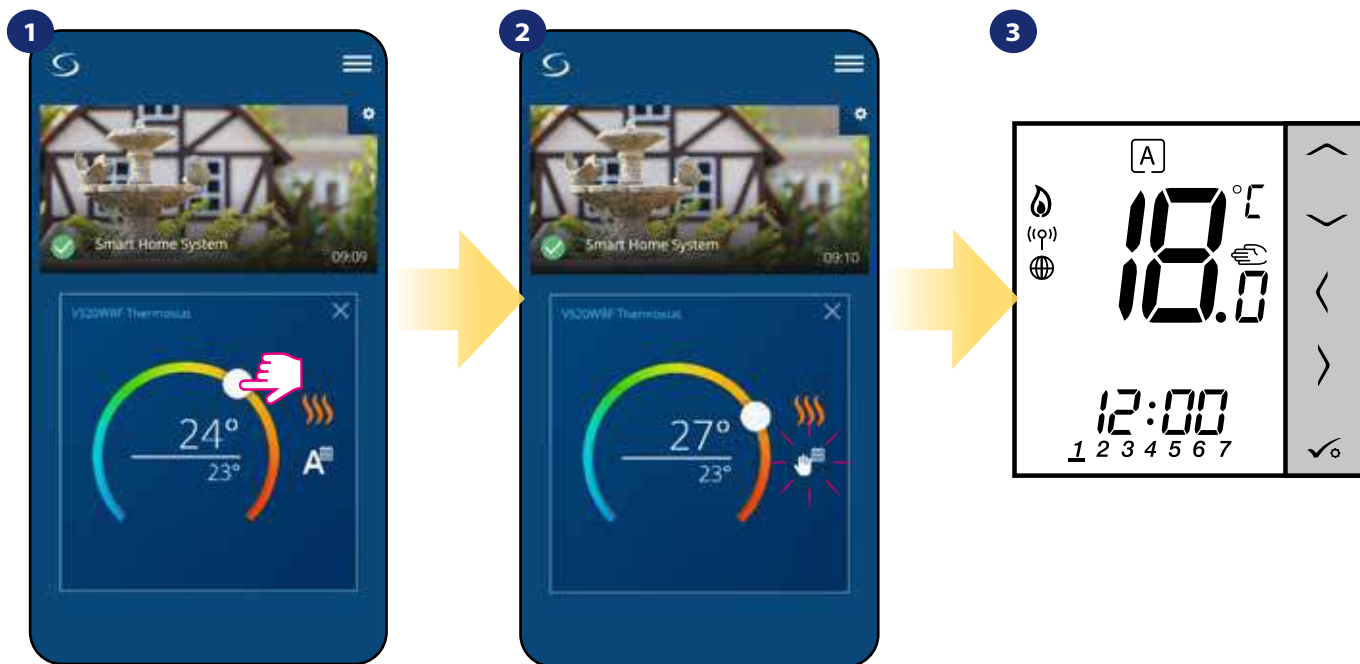 1
Smart Home System
09:09
VS20WRF Thermostat
24°
23°
A
2
Smart Home System
09:10
VS20WRF Thermostat
27°
23°
3
A
18.0 °C
12:00
1 2 3 4 5 6 7